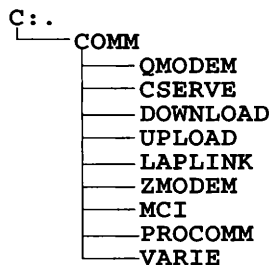 C:.
COMM
QMODEM
CSERVE
DOWNLOAD
UPLOAD
LAPLINK
ZMODEM
MCI
PROCOMM
VARIE